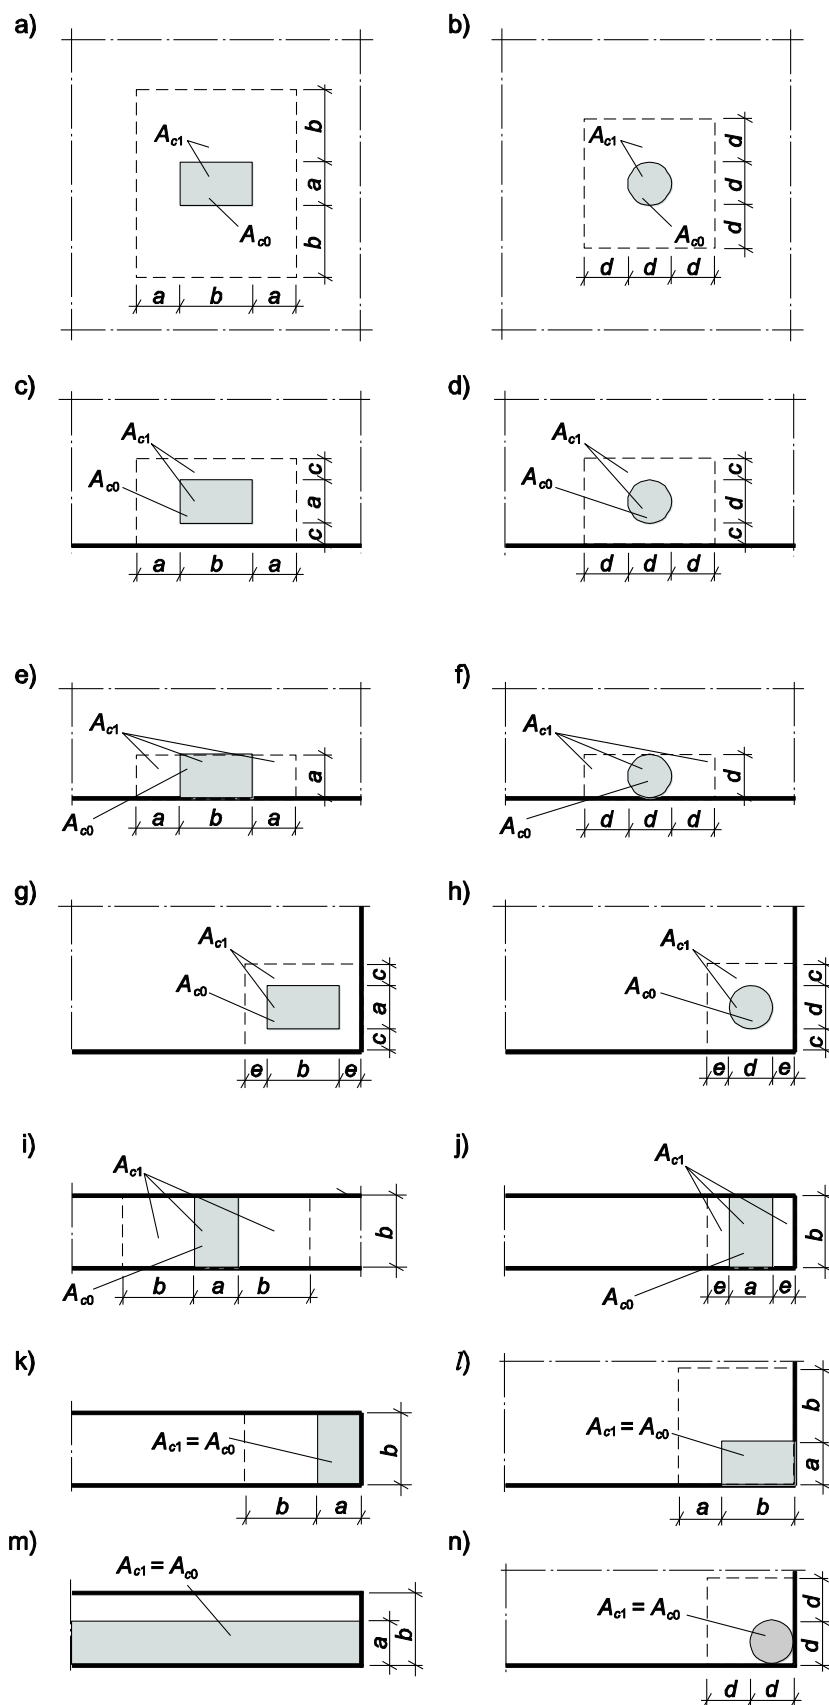 a)
b
A_c1
a
A_c0
b
a b a
b)
d
A_c1
d
A_c0
d
d d d
c)
A_c1
c
A_c0
a
c
a b a
d)
A_c1
c
A_c0
d
c
d d d
e)
A_c1
a
A_c0
a b a
f)
A_c1
d
A_c0
d d d
g)
A_c1
c
A_c0
a
c
e b e
h)
A_c1
c
A_c0
d
c
e d e
i)
A_c1
b
A_c0
b a b
j)
A_c1
b
A_c0
e a e
k)
A_c1 = A_c0
b
b a
l)
b
A_c1 = A_c0
a
a b
m)
A_c1 = A_c0
a b
n)
d
A_c1 = A_c0
d
d d